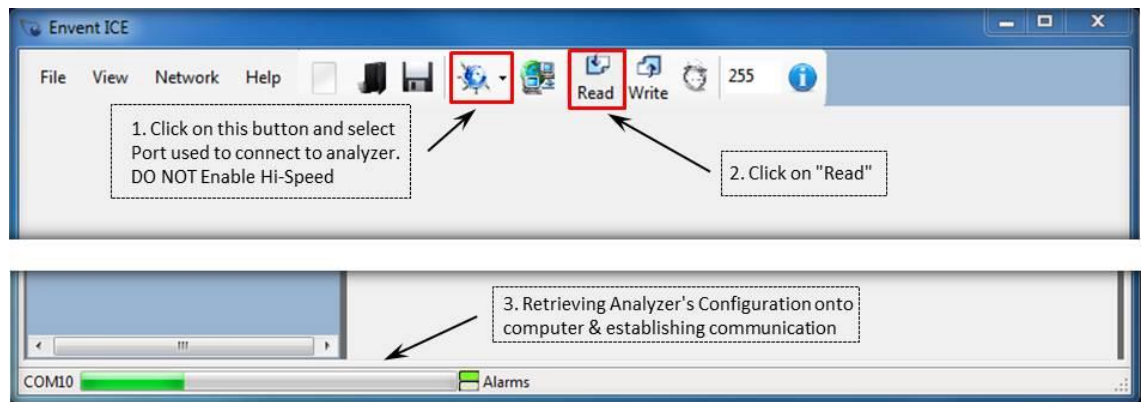 Envent ICE
File View Network Help Read Write 255
1. Click on this button and select
Port used to connect to analyzer.
DO NOT Enable Hi-Speed
2. Click on "Read"
3. Retrieving Analyzer's Configuration onto
computer & establishing communication
COM10 Alarms